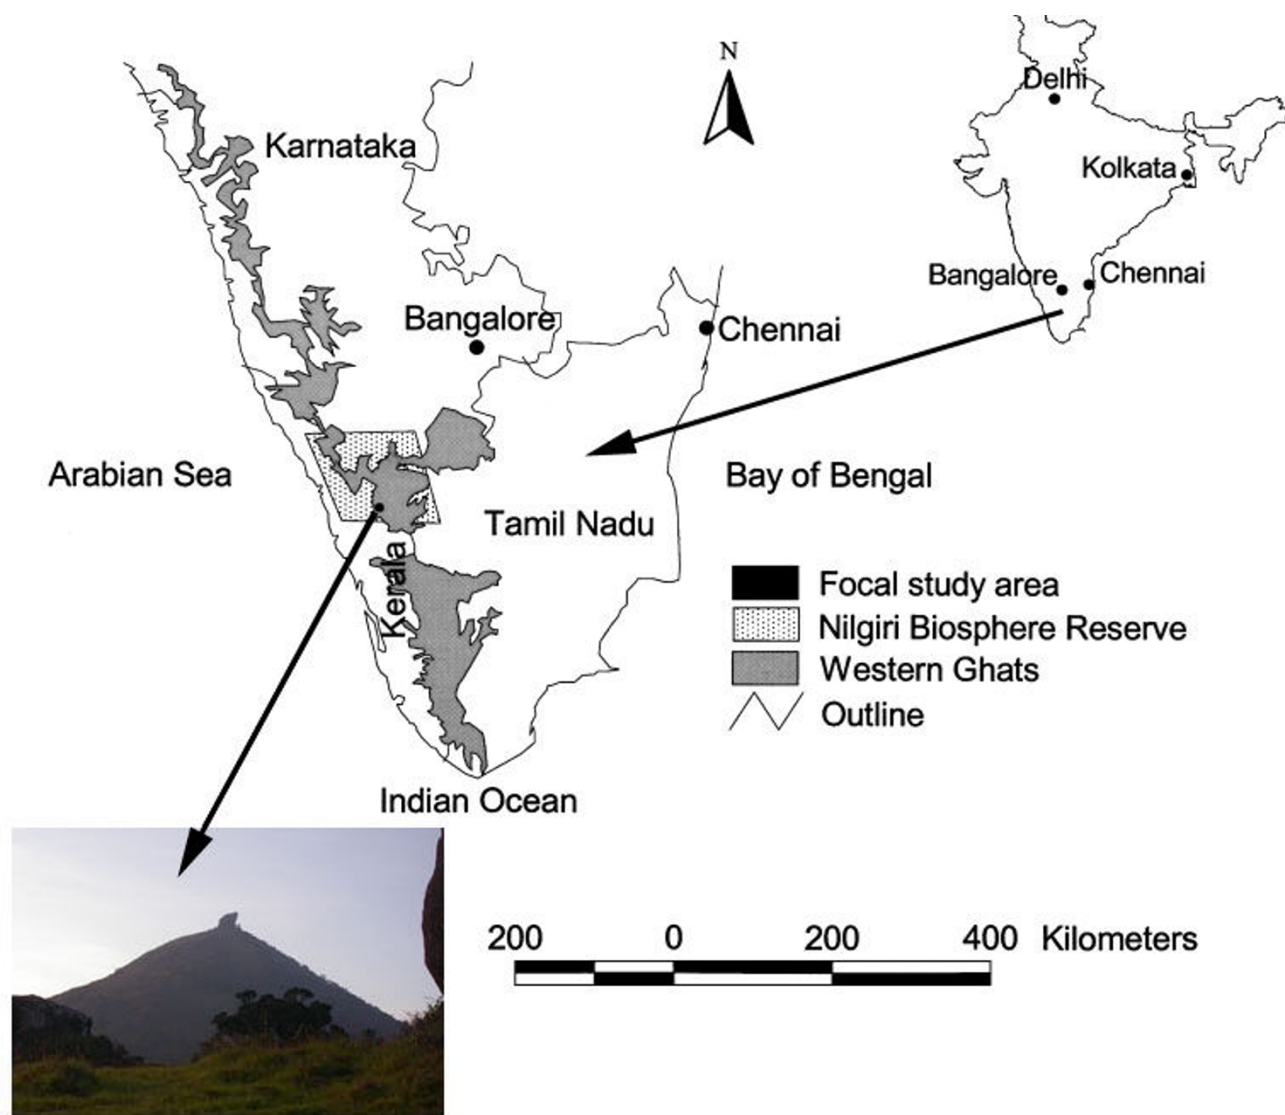 N
Delhi
Karnataka
Kolkata
Bangalore
Chennai
Bangalore
Chennai
Arabian Sea
Bay of Bengal
Tamil Nadu
Kerala
Focal study area
Nilgiri Biosphere Reserve
Western Ghats
Outline
Indian Ocean
200 0 200 400 Kilometers